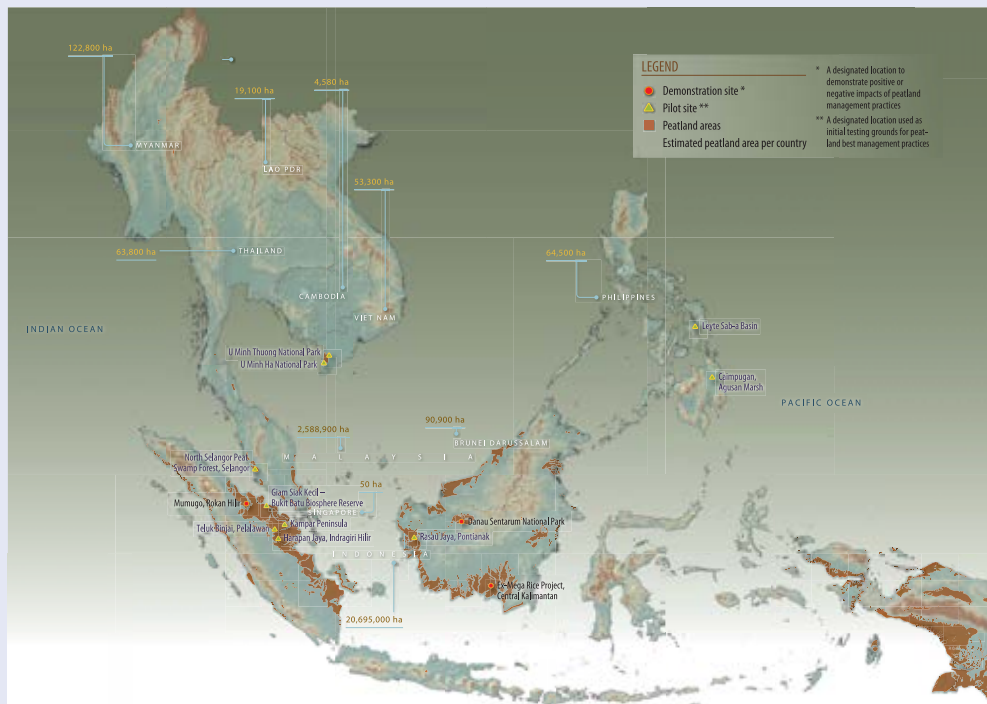 122,800 ha
19,100 ha
4,580 ha
MYANMAR
LAO PDR
53,300 ha
63,800 ha
THAILAND
CAMBODIA
VIET NAM
LEGEND
Demonstration site *
Pilot site **
Peatland areas
Estimated peatland area per country
* A designated location to
demonstrate positive or
negative impacts of peatland
management practices
** A designated location used as
initial testing grounds for peat-
land best management practices
64,500 ha
PHILIPPINES
INDIAN OCEAN
Leyte Sab-a Basin
U Minh Thuong National Park
U Minh Ha National Park
Caimpugan,
Agusan Marsh
PACIFIC OCEAN
2,588,900 ha
90,900 ha
BRUNEI DARUSSALAM
MALAYSIA
North Selangor Peat
Swamp Forest, Selangor
50 ha
Giam Siak Kecil –
Bukit Batu Biosphere Reserve
Mumugo, Rokan Hilir
SINGAPORE
Kampar Peninsula
Teluk Binjai, Pelalawan
Harapan Jaya, Indragiri Hilir
Danau Sentarum National Park
Rasau Jaya, Pontianak
INDONESIA
Ex-Mega Rice Project,
Central Kalimantan
20,695,000 ha